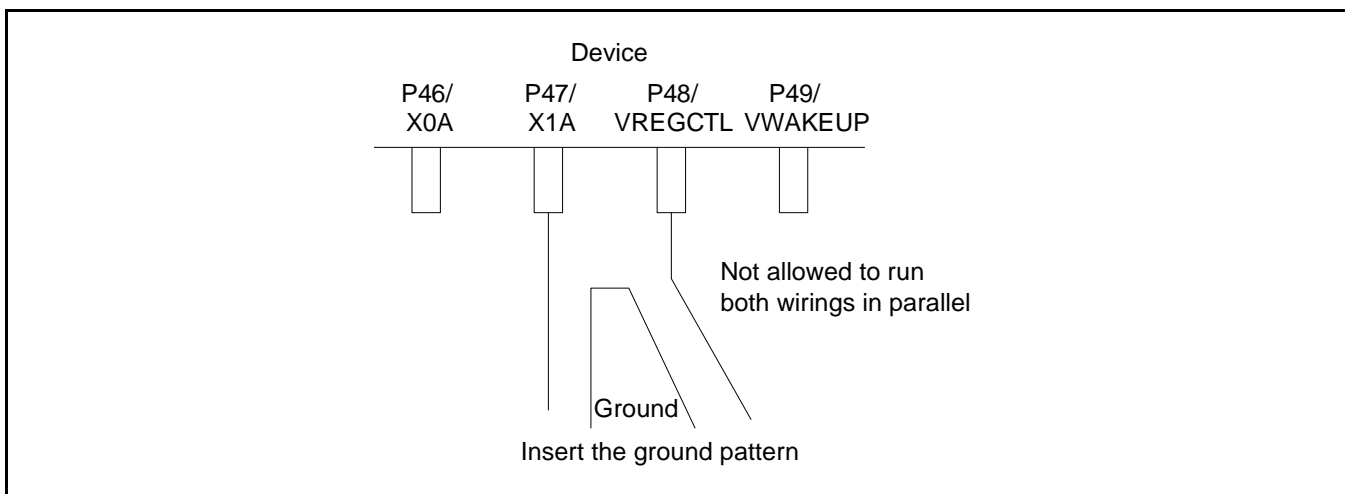 Device
P46/ P47/ P48/ P49/
X0A X1A VREGCTL VWAKEUP
Not allowed to run
both wirings in parallel
Ground
Insert the ground pattern